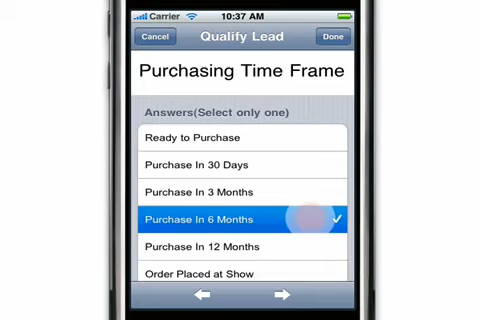 Carrier 10:37 AM
Cancel Qualify Lead Done
Purchasing Time Frame
Answers(Select only one)
Ready to Purchase
Purchase In 30 Days
Purchase In 3 Months
Purchase In 6 Months
Purchase In 12 Months
Order Placed at Show